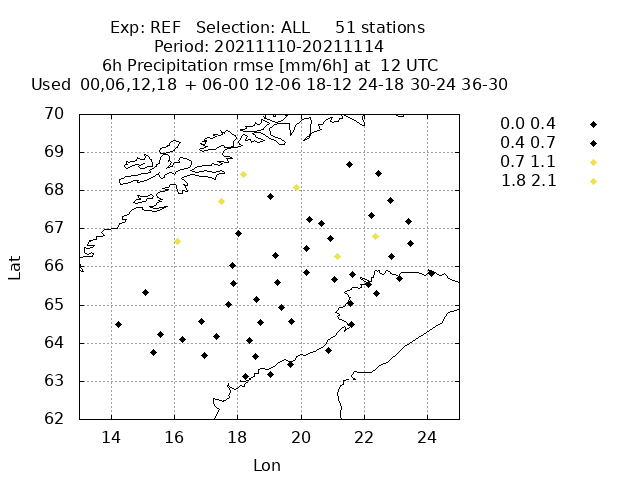 Exp: REF   Selection: ALL     51 stations
Period: 20211110-20211114
6h Precipitation rmse [mm/6h] at  12 UTC
Used  00,06,12,18  + 06-00 12-06 18-12 24-18 30-24 36-30
0.0 0.4
0.4 0.7
0.7 1.1
1.8 2.1
70
69
68
67
66
65
64
63
62
Lat
14 16 18 20 22 24
Lon